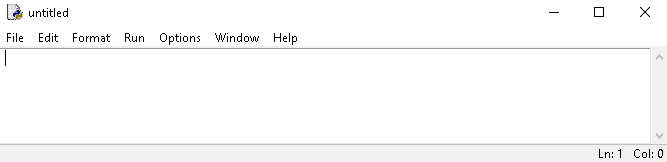 untitled
File Edit Format Run Options Window Help
Ln: 1 Col: 0